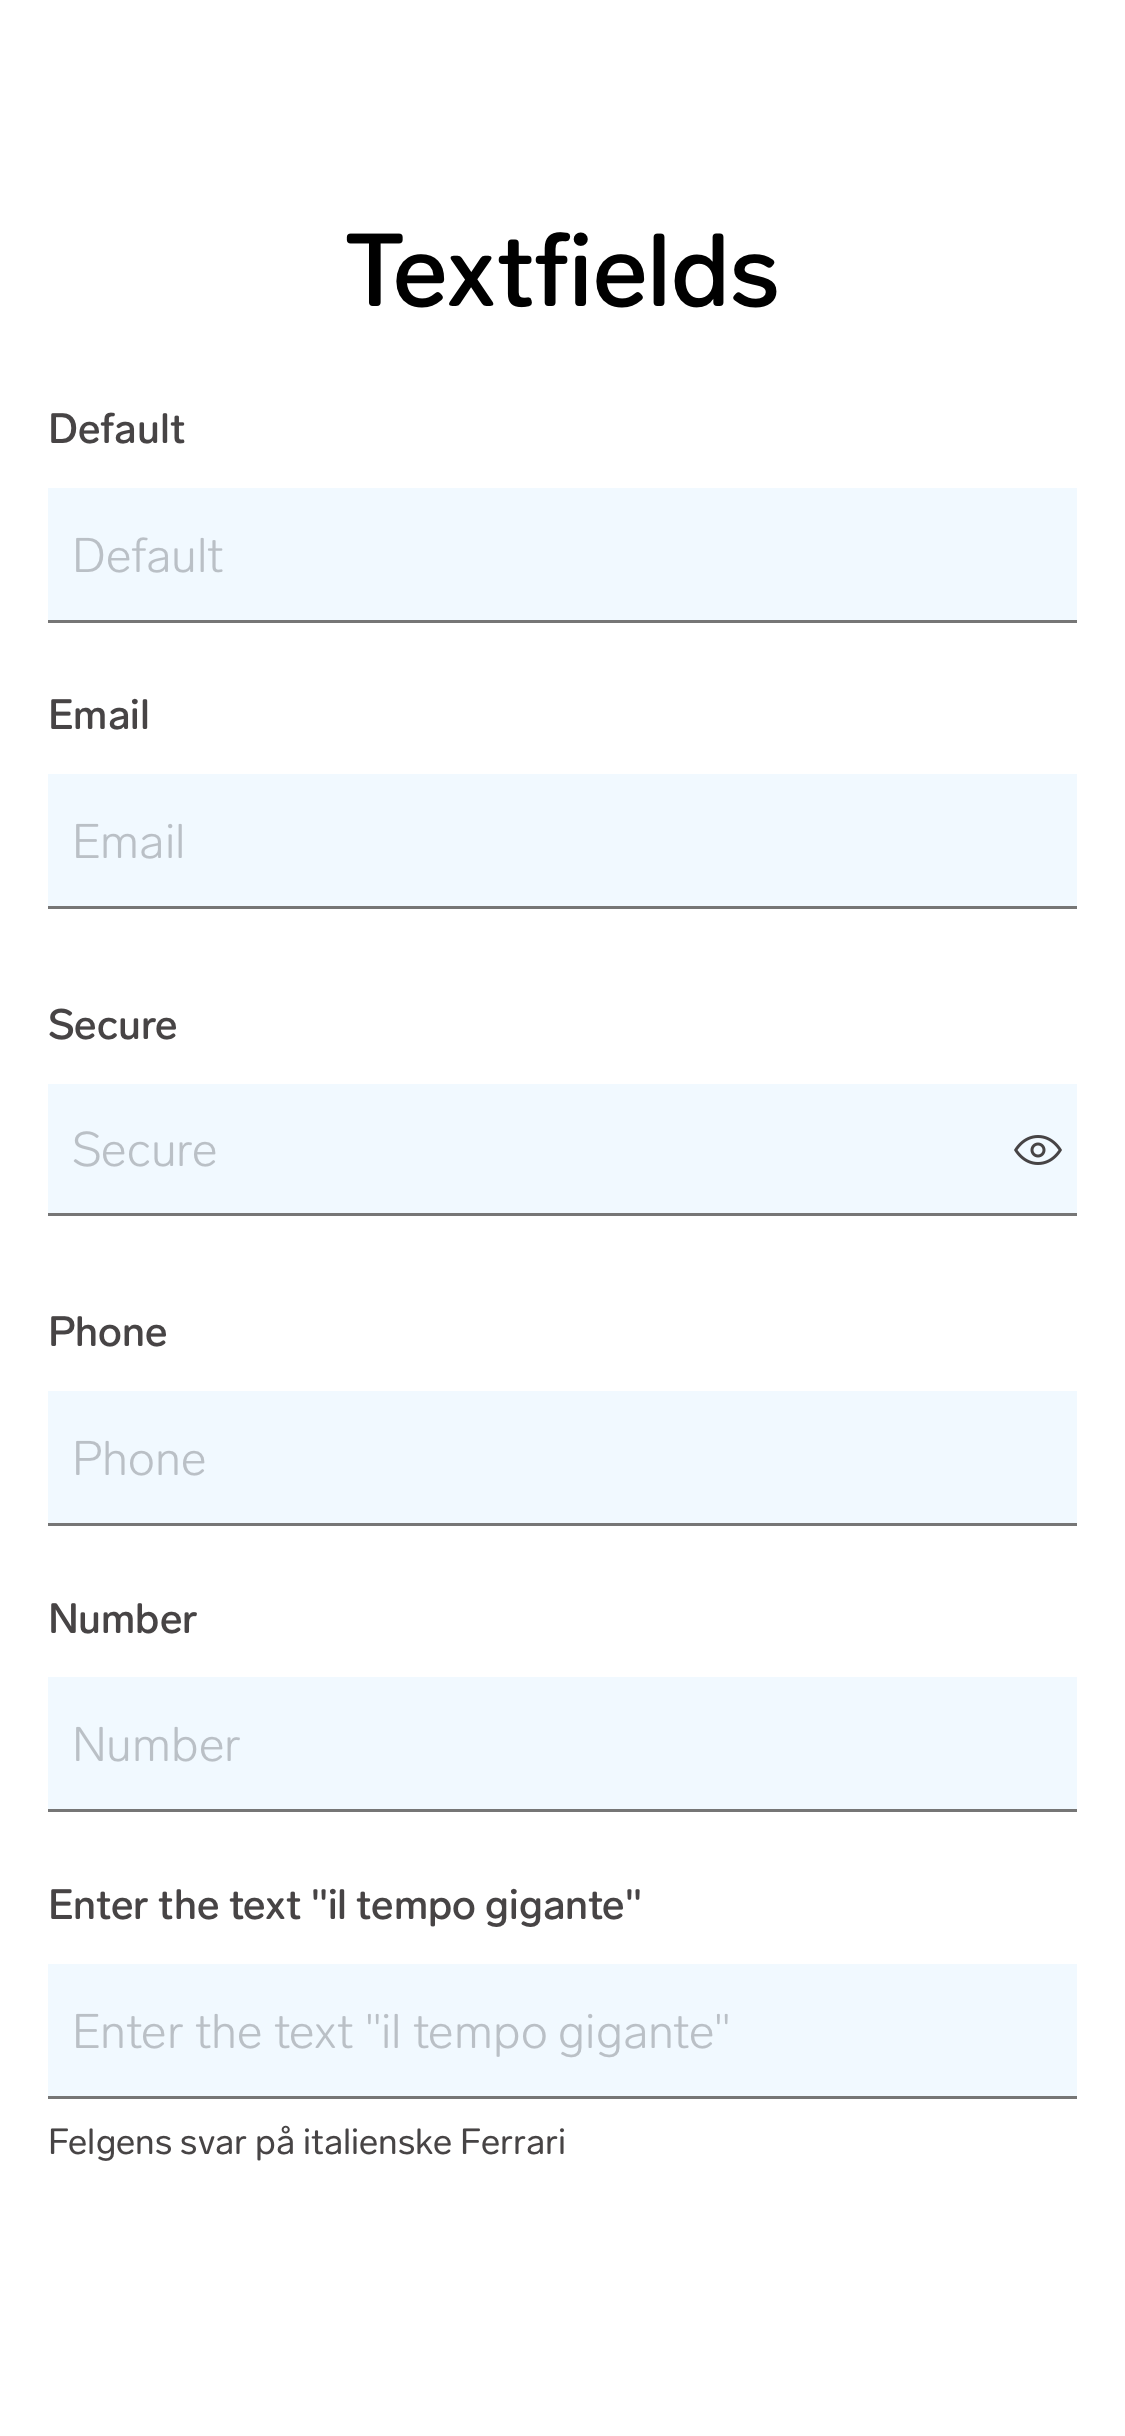 Textfields
Default
Default
Email
Email
Secure
Secure
Phone
Phone
Number
Number
Enter the text "il tempo gigante"
Enter the text "il tempo gigante"
Felgens svar på italienske Ferrari